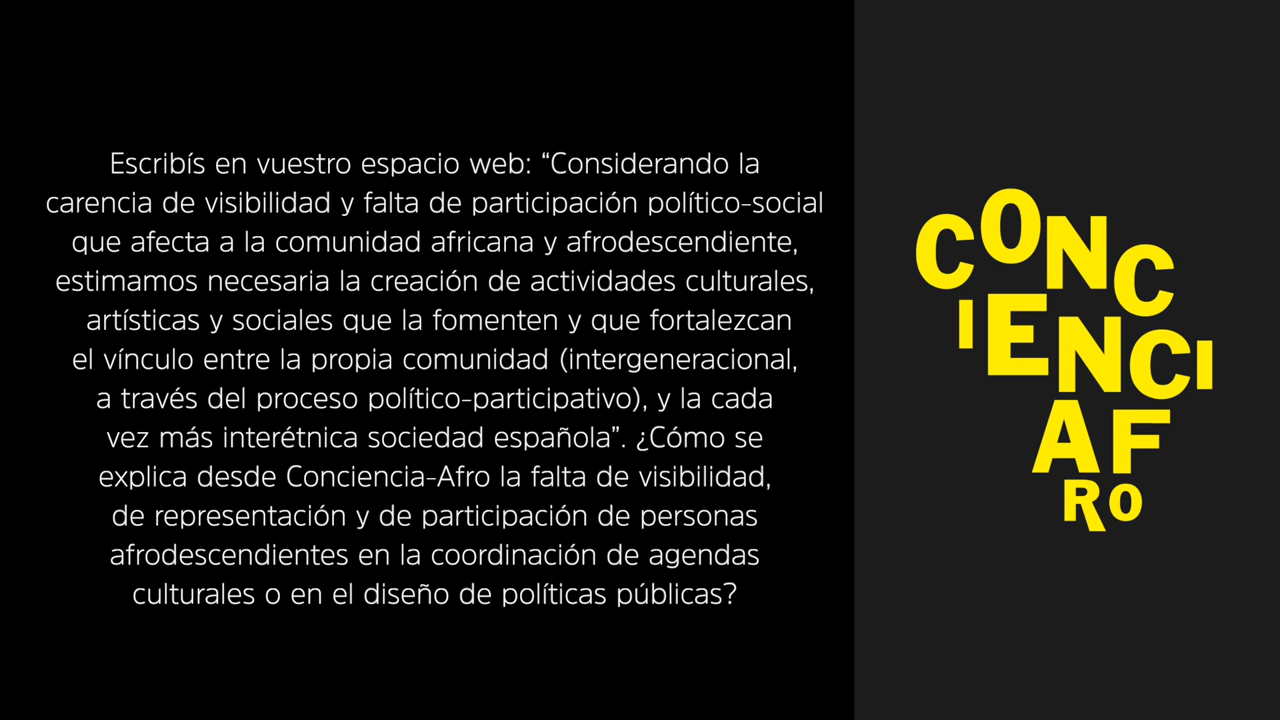 Escribís en vuestro espacio web: “Considerando la
carencia de visibilidad y falta de participación político-social
que afecta a la comunidad africana y afrodescendiente,
estimamos necesaria la creación de actividades culturales,
artísticas y sociales que la fomenten y que fortalezcan
el vínculo entre la propia comunidad (intergeneracional,
a través del proceso político-participativo), y la cada
vez más interétnica sociedad española”. ¿Cómo se
explica desde Conciencia-Afro la falta de visibilidad,
de representación y de participación de personas
afrodescendientes en la coordinación de agendas
culturales o en el diseño de políticas públicas?
CONC
IENCI
AF
RO